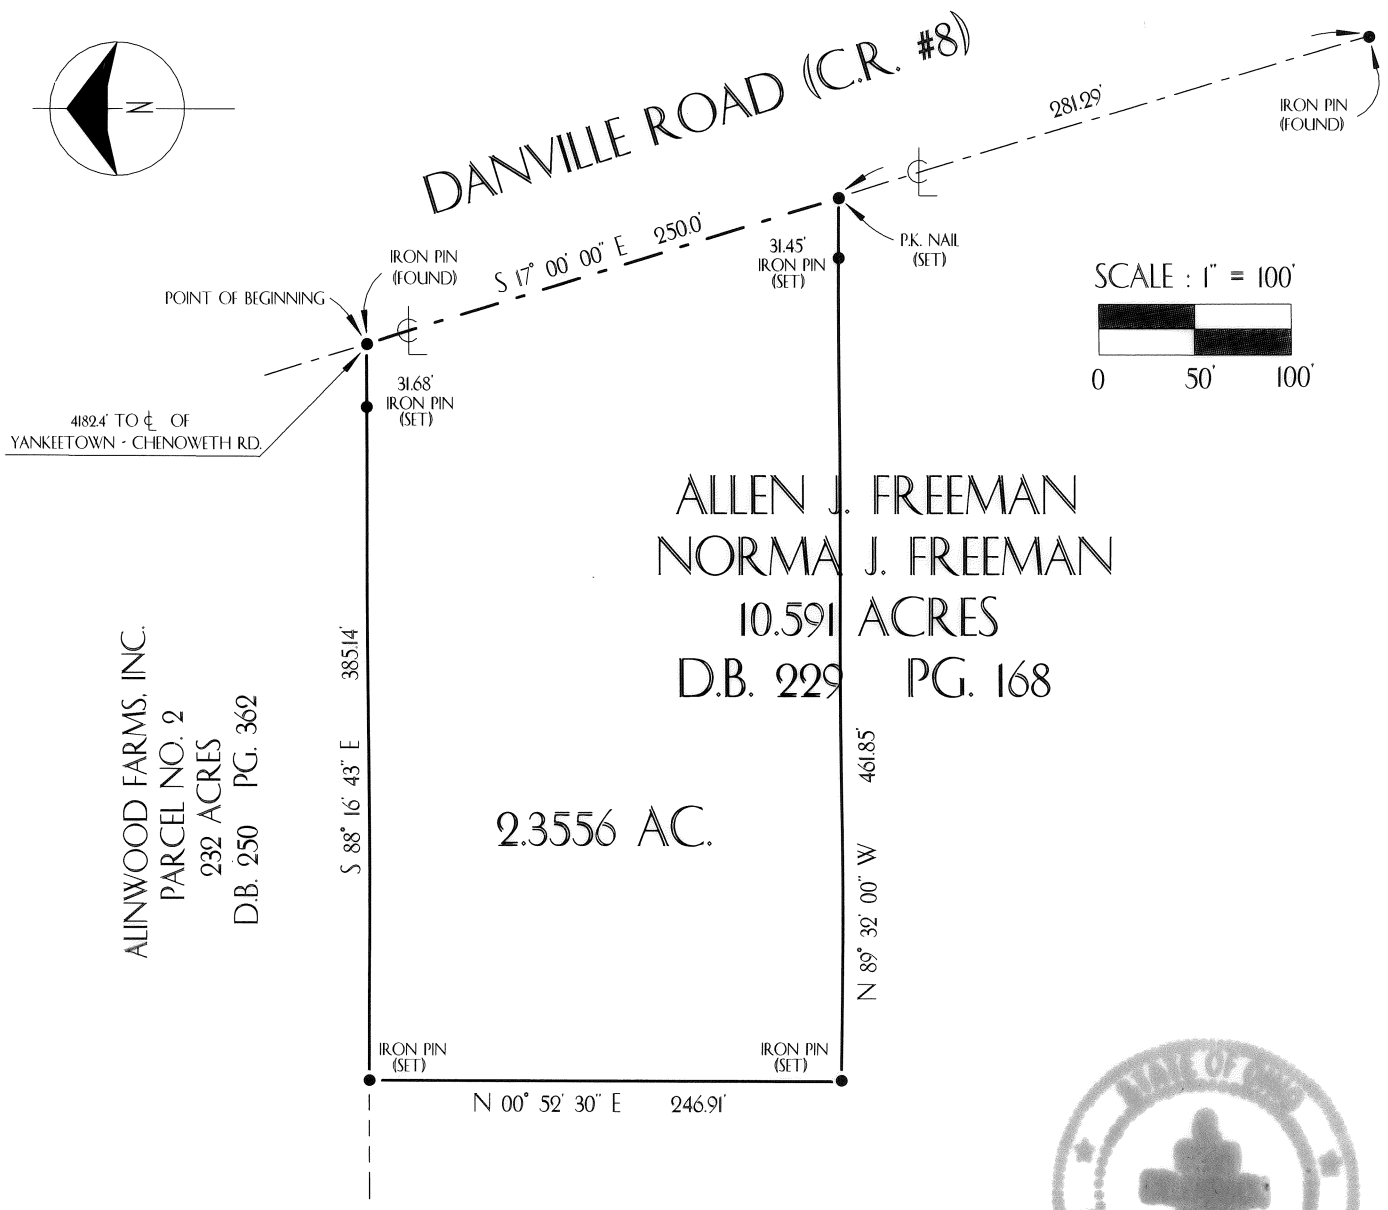 N
DANVILLE ROAD (C.R. #8)
281.29'
IRON PIN
(FOUND)
℄
S 17° 00' 00" E 250.0'
P.K. NAIL
(SET)
31.45'
IRON PIN
(SET)
IRON PIN
(FOUND)
POINT OF BEGINNING
℄
SCALE : 1" = 100'
0 50' 100'
31.68'
IRON PIN
(SET)
4182.4' TO ℄ OF
YANKEETOWN - CHENOWETH RD.
ALLEN J. FREEMAN
NORMA J. FREEMAN
10.591 ACRES
D.B. 229 PG. 168
ALINWOOD FARMS, INC.
PARCEL NO. 2
232 ACRES
D.B. 250 PG. 362
S 88° 16' 43" E 385.14'
N 89° 32' 00" W 461.85'
2.3556 AC.
IRON PIN
(SET)
IRON PIN
(SET)
N 00° 52' 30" E 246.91'
STATE OF OHIO